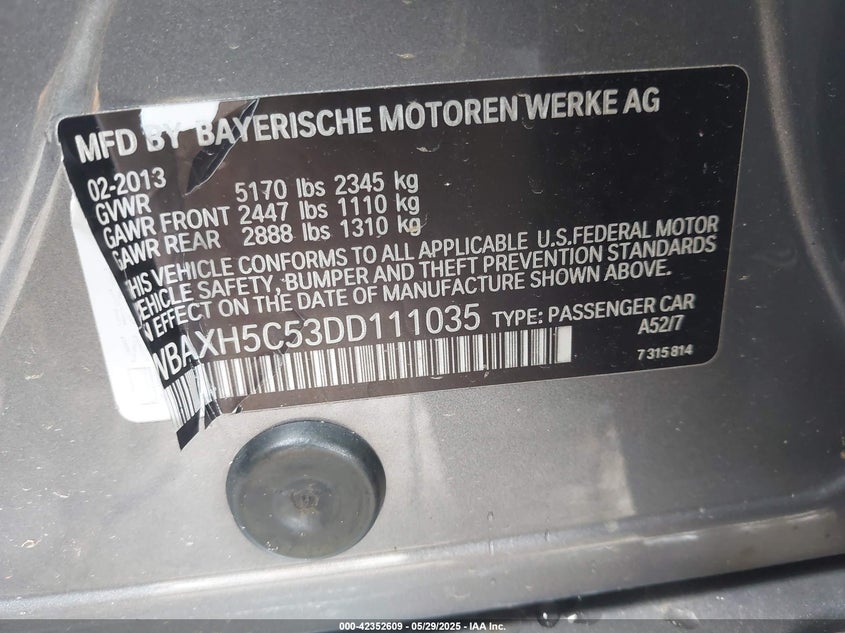 MFD BY BAYERISCHE MOTOREN WERKE AG
02-2013
GVWR 5170 lbs 2345 kg
GAWR FRONT 2447 lbs 1110 kg
GAWR REAR 2888 lbs 1310 kg
THIS VEHICLE CONFORMS TO ALL APPLICABLE U.S.FEDERAL MOTOR
VEHICLE SAFETY, BUMPER AND THEFT PREVENTION STANDARDS
IN EFFECT ON THE DATE OF MANUFACTURE SHOWN ABOVE.
WBAXH5C53DD111035 TYPE: PASSENGER CAR
A52/7
7 315 814
000-42352609 - 05/29/2025 - IAA Inc.